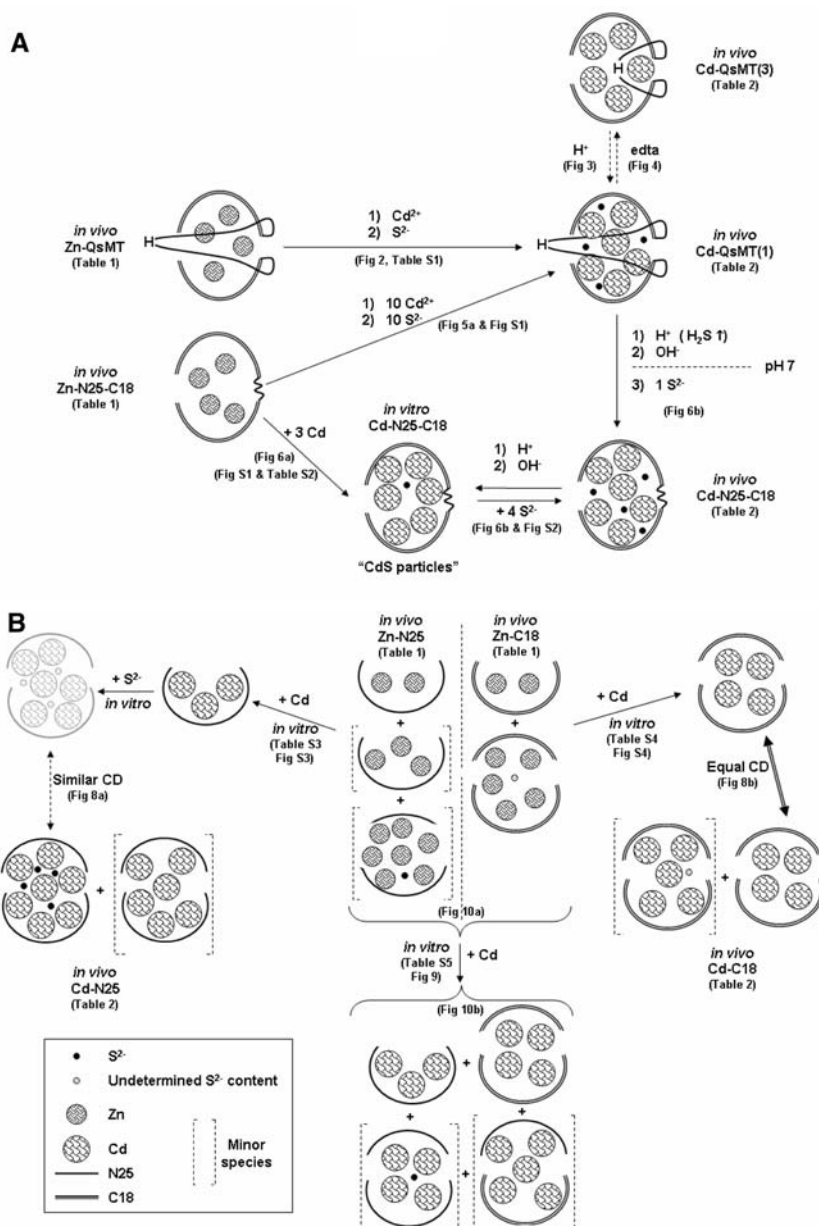 A
in vivo
Cd-QsMT(3)
(Table 2)
H
H⁺
(Fig 3)
edta
(Fig 4)
in vivo
Zn-QsMT
(Table 1)
H
1) Cd²⁺
2) S²⁻
(Fig 2, Table S1)
H
in vivo
Cd-QsMT(1)
(Table 2)
1) 10 Cd²⁺
2) 10 S²⁻
(Fig 5a & Fig S1)
in vivo
Zn-N25-C18
(Table 1)
1) H⁺ (H₂S ↑)
2) OH⁻
pH 7
3) 1 S²⁻
(Fig 6b)
+ 3 Cd
(Fig 6a)
(Fig S1 & Table S2)
in vitro
Cd-N25-C18
1) H⁺
2) OH⁻
+ 4 S²⁻
(Fig 6b & Fig S2)
in vivo
Cd-N25-C18
(Table 2)
“CdS particles”
B
in vivo
Zn-N25
(Table 1)
in vivo
Zn-C18
(Table 1)
+ S²⁻
in vitro
+ Cd
in vitro
(Table S3
Fig S3)
+
+
+
+ Cd
in vitro
(Table S4
Fig S4)
Similar CD
(Fig 8a)
Equal CD
(Fig 8b)
+
in vivo
Cd-N25
(Table 2)
+
in vivo
Cd-C18
(Table 2)
(Fig 10a)
in vitro
(Table S5
Fig 9)
+ Cd
(Fig 10b)
+
+
+
+
S²⁻
Undetermined S²⁻ content
Zn
Cd
N25
C18
Minor
species